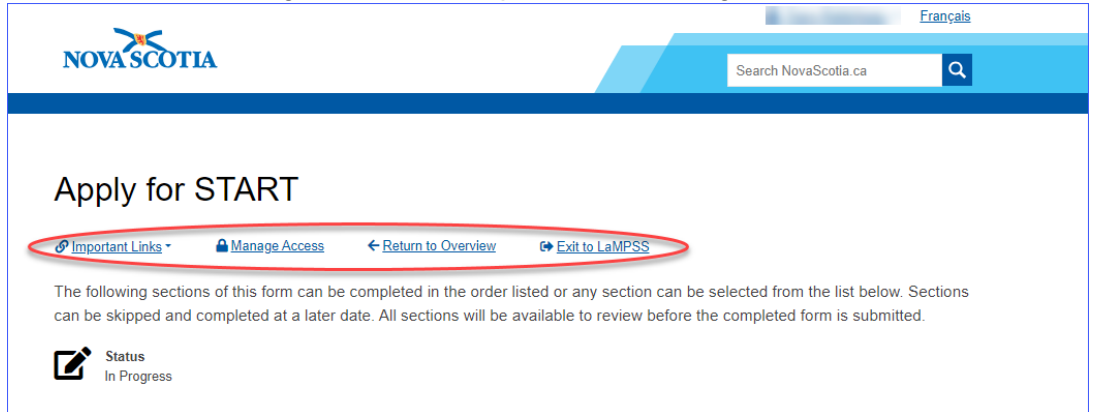 Français
NOVA SCOTIA
Search NovaScotia.ca
Apply for START
Important Links Manage Access Return to Overview Exit to LaMPSS
The following sections of this form can be completed in the order listed or any section can be selected from the list below. Sections
can be skipped and completed at a later date. All sections will be available to review before the completed form is submitted.
Status
In Progress